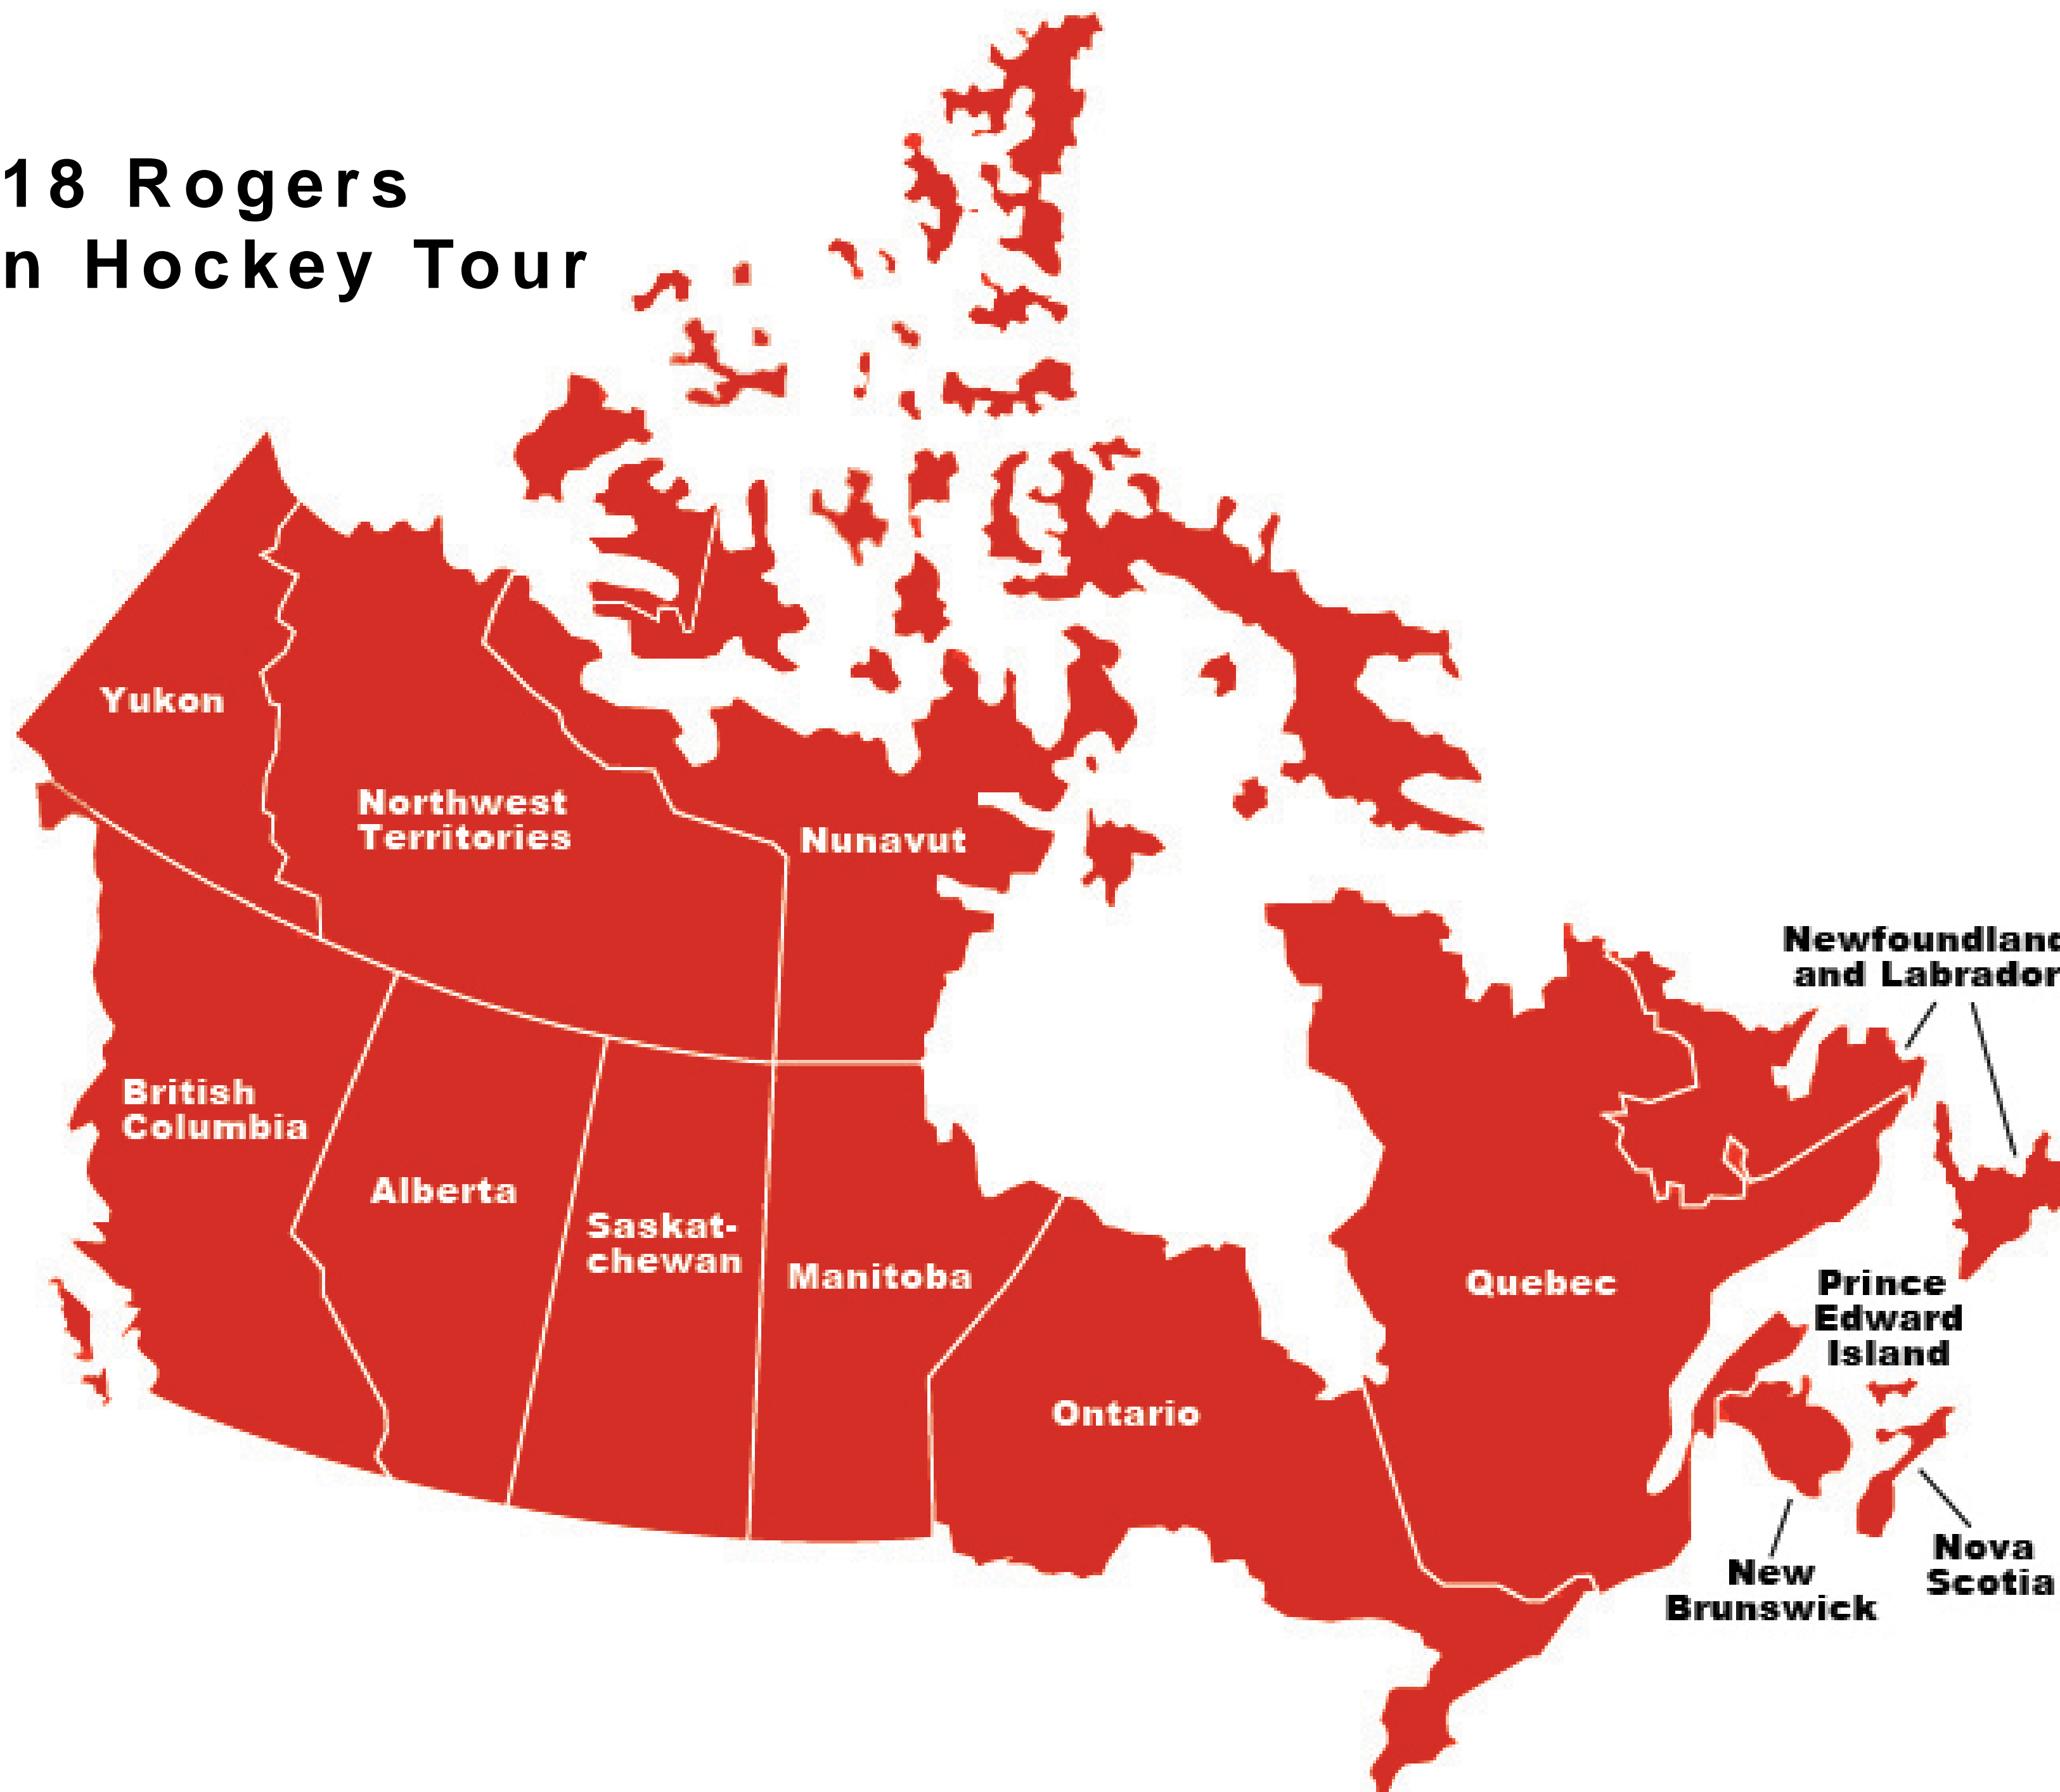 18 Rogers
n Hockey Tour
Yukon
Northwest
Territories
Nunavut
British
Columbia
Alberta
Saskat-
chewan
Manitoba
Ontario
Quebec
Newfoundland
and Labrador
Prince
Edward
Island
New
Brunswick
Nova
Scotia